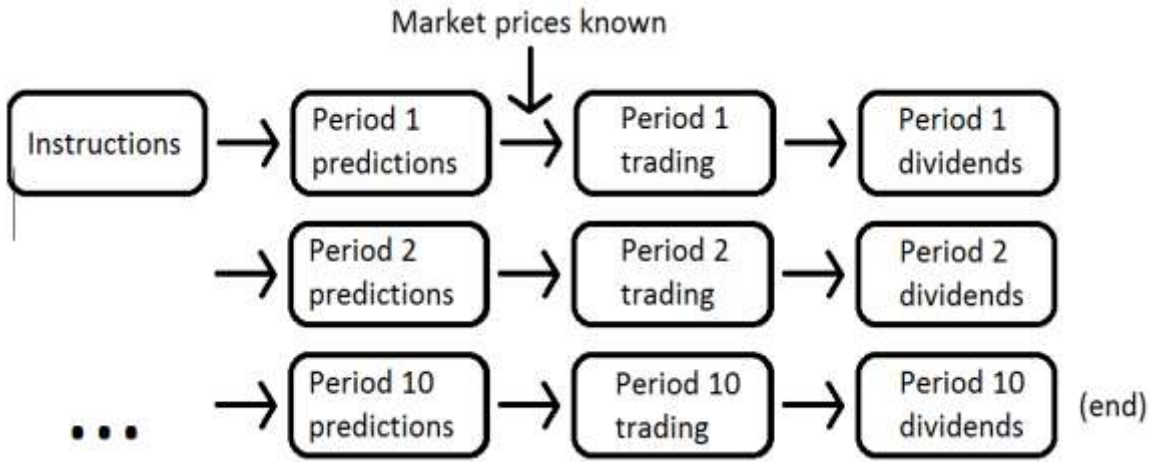 Market prices known
Instructions
Period 1
predictions
Period 1
trading
Period 1
dividends
Period 2
predictions
Period 2
trading
Period 2
dividends
...
Period 10
predictions
Period 10
trading
Period 10
dividends
(end)